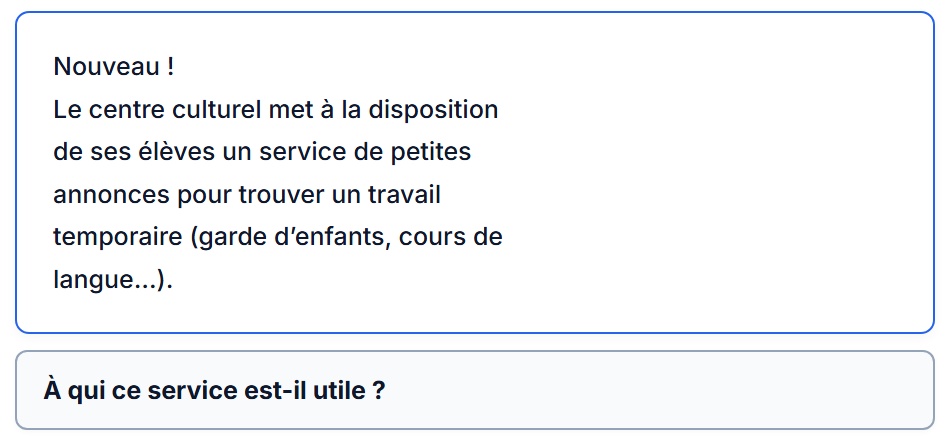 Nouveau !
Le centre culturel met à la disposition
de ses élèves un service de petites
annonces pour trouver un travail
temporaire (garde d’enfants, cours de
langue…).
À qui ce service est-il utile ?